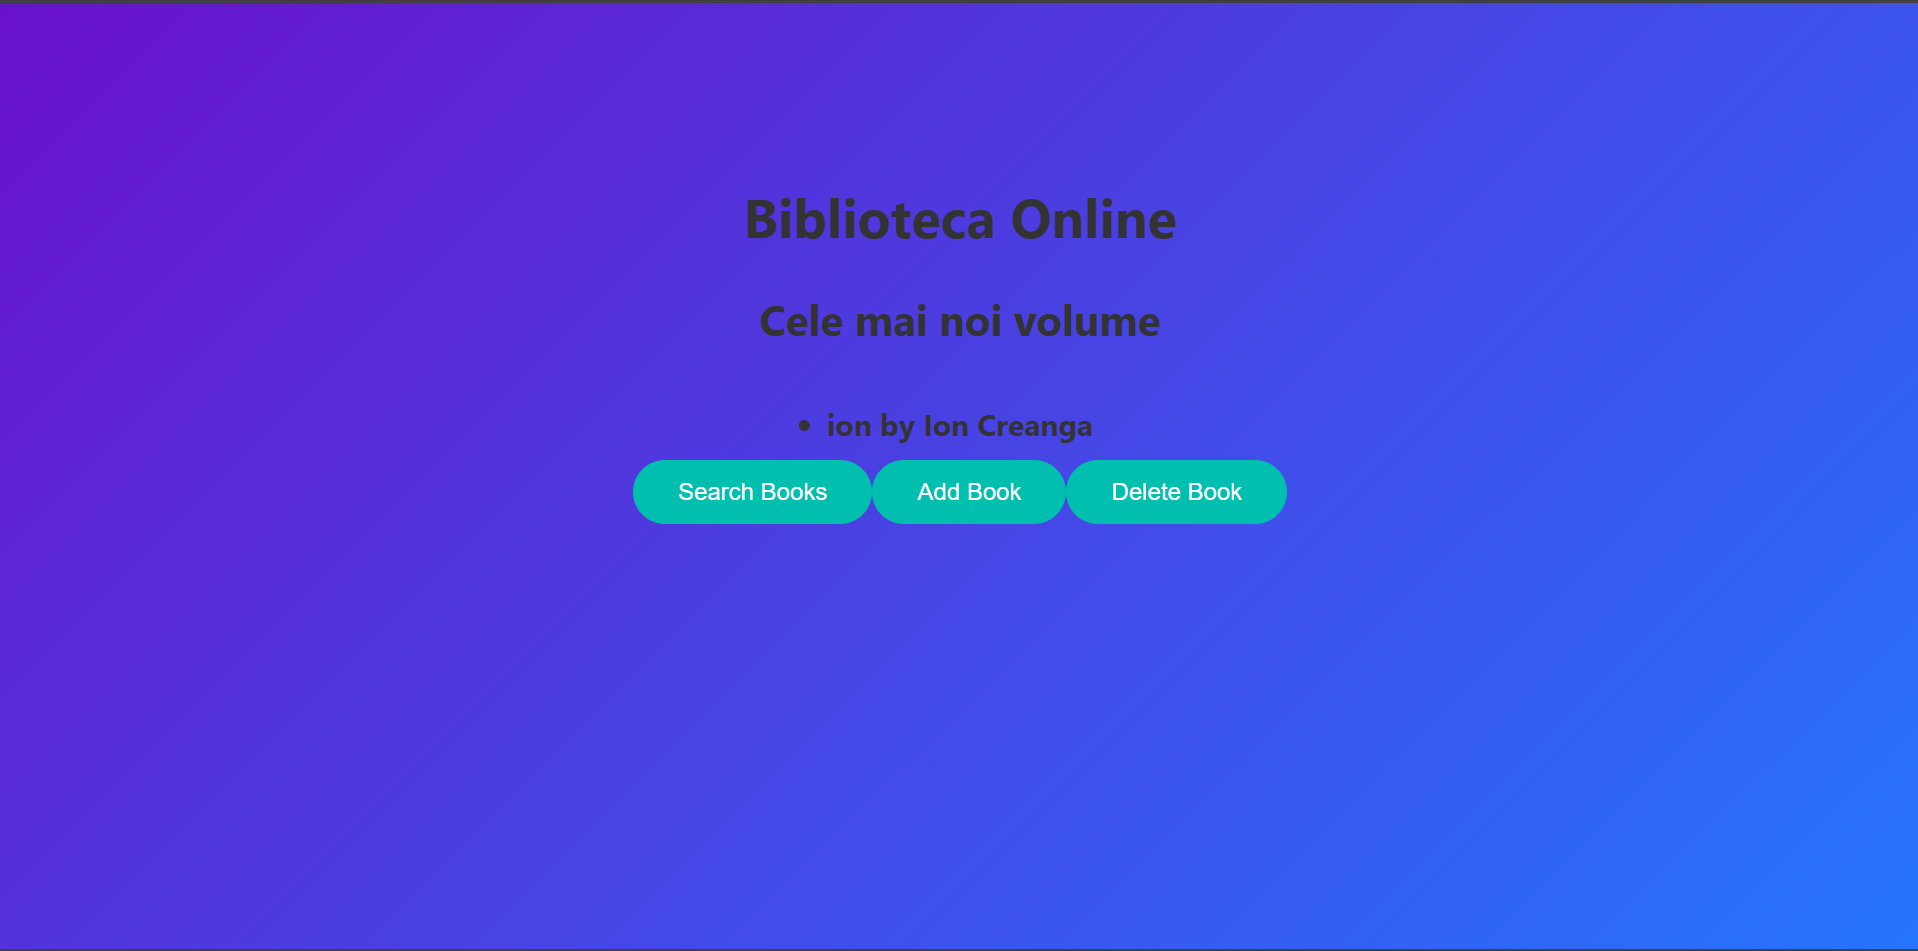 Biblioteca Online
Cele mai noi volume
• ion by Ion Creanga
Search Books Add Book Delete Book